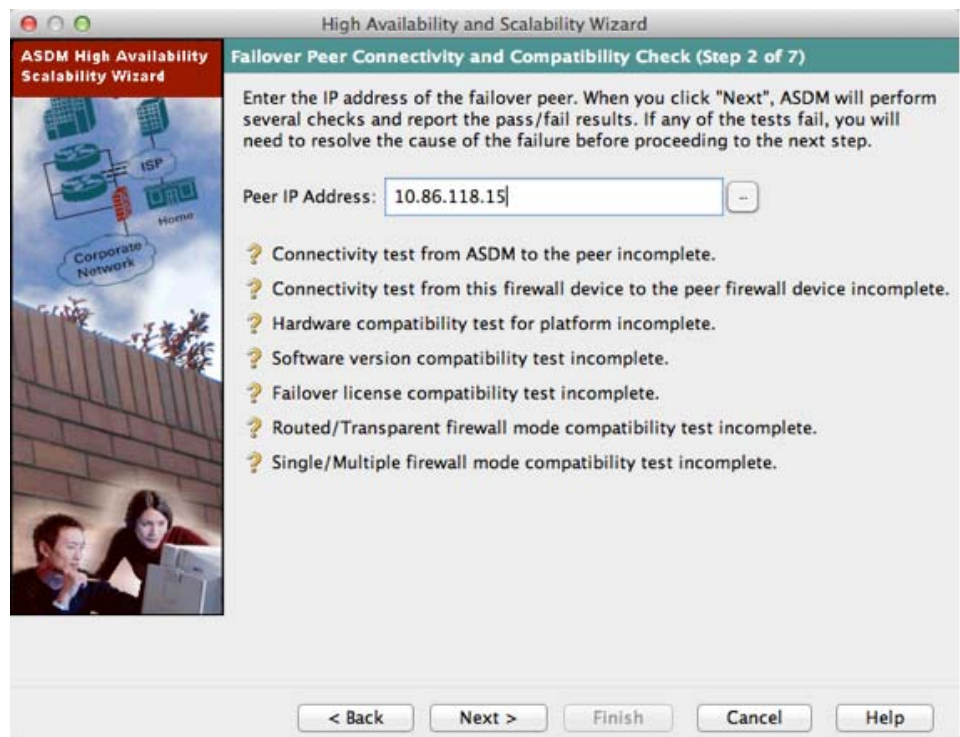 High Availability and Scalability Wizard
ASDM High Availability
Scalability Wizard
Failover Peer Connectivity and Compatibility Check (Step 2 of 7)
Enter the IP address of the failover peer. When you click "Next", ASDM will perform
several checks and report the pass/fail results. If any of the tests fail, you will
need to resolve the cause of the failure before proceeding to the next step.
ISP
Home
Corporate
Network
Peer IP Address: 10.86.118.15 ...
? Connectivity test from ASDM to the peer incomplete.
? Connectivity test from this firewall device to the peer firewall device incomplete.
? Hardware compatibility test for platform incomplete.
? Software version compatibility test incomplete.
? Failover license compatibility test incomplete.
? Routed/Transparent firewall mode compatibility test incomplete.
? Single/Multiple firewall mode compatibility test incomplete.
< Back Next > Finish Cancel Help